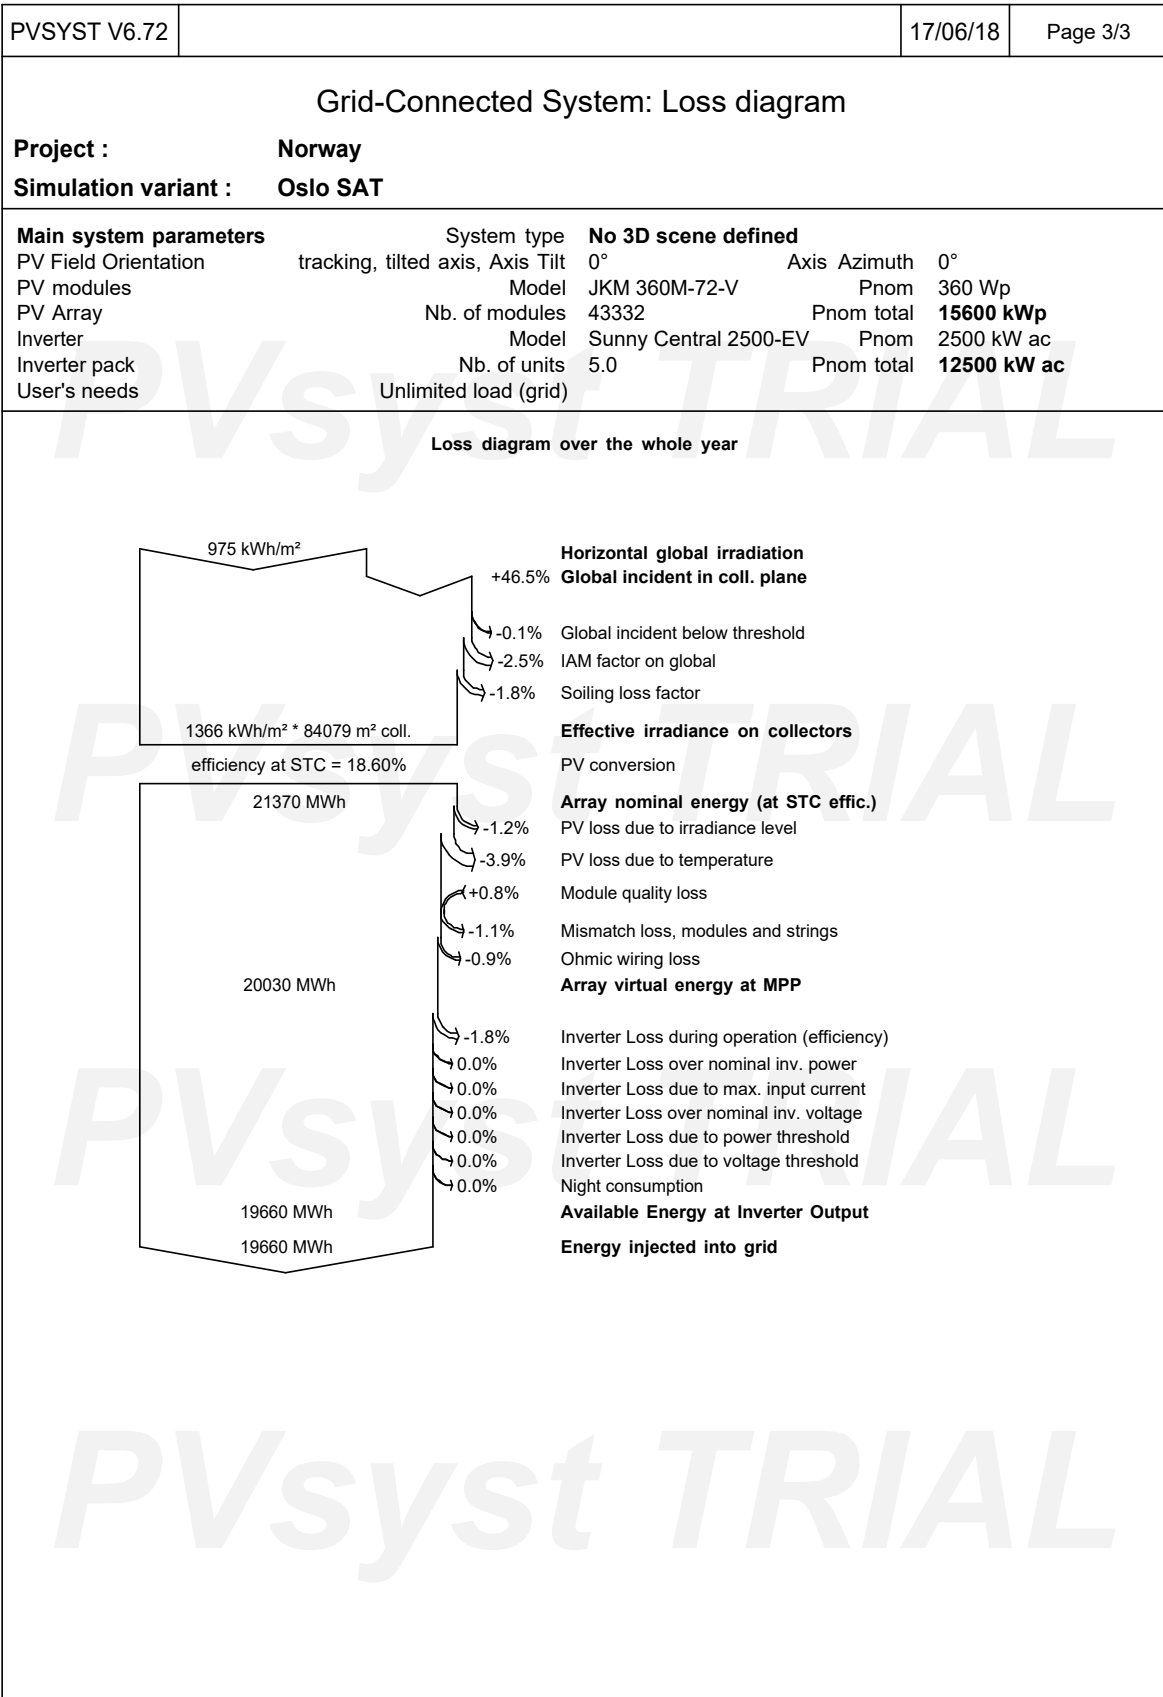 PVSYST V6.72 17/06/18 Page 3/3
Grid-Connected System: Loss diagram
Project : Norway
Simulation variant : Oslo SAT
Main system parameters System type No 3D scene defined
PV Field Orientation tracking, tilted axis, Axis Tilt 0° Axis Azimuth 0°
PV modules Model JKM 360M-72-V Pnom 360 Wp
PV Array Nb. of modules 43332 Pnom total 15600 kWp
Inverter Model Sunny Central 2500-EV Pnom 2500 kW ac
Inverter pack Nb. of units 5.0 Pnom total 12500 kW ac
User's needs Unlimited load (grid)
PVsyst TRIAL
Loss diagram over the whole year
975 kWh/m² Horizontal global irradiation
+46.5% Global incident in coll. plane
-0.1% Global incident below threshold
-2.5% IAM factor on global
-1.8% Soiling loss factor
1366 kWh/m² * 84079 m² coll. Effective irradiance on collectors
efficiency at STC = 18.60% PV conversion
PVsyst TRIAL
21370 MWh Array nominal energy (at STC effic.)
-1.2% PV loss due to irradiance level
-3.9% PV loss due to temperature
+0.8% Module quality loss
-1.1% Mismatch loss, modules and strings
-0.9% Ohmic wiring loss
20030 MWh Array virtual energy at MPP
-1.8% Inverter Loss during operation (efficiency)
0.0% Inverter Loss over nominal inv. power
0.0% Inverter Loss due to max. input current
0.0% Inverter Loss over nominal inv. voltage
0.0% Inverter Loss due to power threshold
PVsyst TRIAL
0.0% Inverter Loss due to voltage threshold
0.0% Night consumption
19660 MWh Available Energy at Inverter Output
19660 MWh Energy injected into grid
PVsyst TRIAL